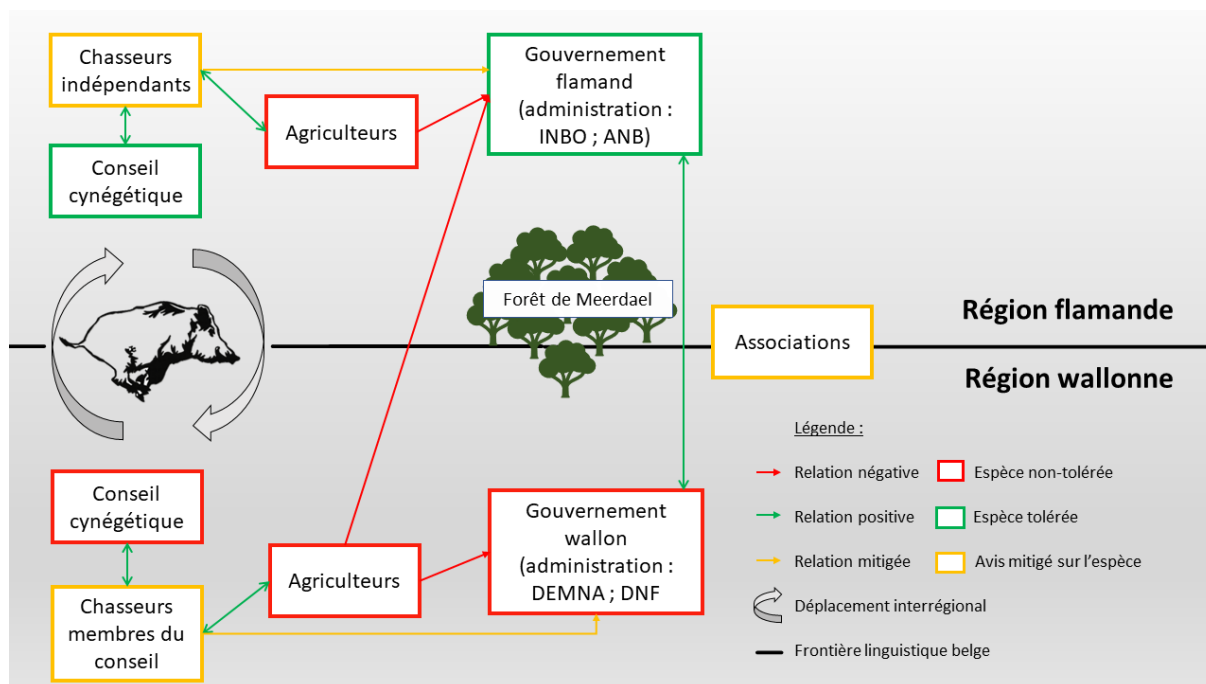 Chasseurs
indépendants
Conseil
cynégétique
Agriculteurs
Gouvernement
flamand
(administration :
INBO ; ANB)
Forêt de Meerdael
Associations
Région flamande
Région wallonne
Conseil
cynégétique
Chasseurs
membres du
conseil
Agriculteurs
Gouvernement
wallon
(administration :
DEMNA ; DNF
Légende :
Relation négative
Espèce non-tolérée
Relation positive
Espèce tolérée
Relation mitigée
Avis mitigé sur l'espèce
Déplacement interrégional
Frontière linguistique belge